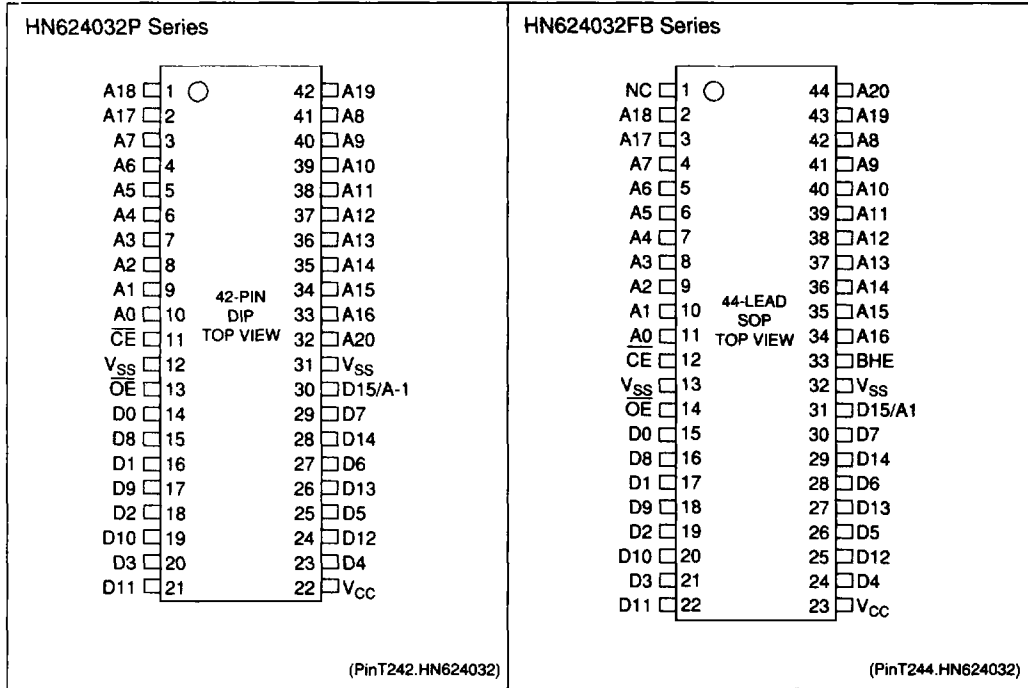 HN624032P Series
A18 1 42 A19
A17 2 41 A8
A7 3 40 A9
A6 4 39 A10
A5 5 38 A11
A4 6 37 A12
A3 7 36 A13
A2 8 35 A14
A1 9 34 A15
A0 10 33 A16
CE 11 32 A20
VSS 12 31 VSS
OE 13 30 D15/A-1
D0 14 29 D7
D8 15 28 D14
D1 16 27 D6
D9 17 26 D13
D2 18 25 D5
D10 19 24 D12
D3 20 23 D4
D11 21 22 VCC
42-PIN
DIP
TOP VIEW
(PinT242.HN624032)
HN624032FB Series
NC 1 44 A20
A18 2 43 A19
A17 3 42 A8
A7 4 41 A9
A6 5 40 A10
A5 6 39 A11
A4 7 38 A12
A3 8 37 A13
A2 9 36 A14
A1 10 35 A15
A0 11 34 A16
CE 12 33 BHE
VSS 13 32 VSS
OE 14 31 D15/A1
D0 15 30 D7
D8 16 29 D14
D1 17 28 D6
D9 18 27 D13
D2 19 26 D5
D10 20 25 D12
D3 21 24 D4
D11 22 23 VCC
44-LEAD
SOP
TOP VIEW
(PinT244.HN624032)